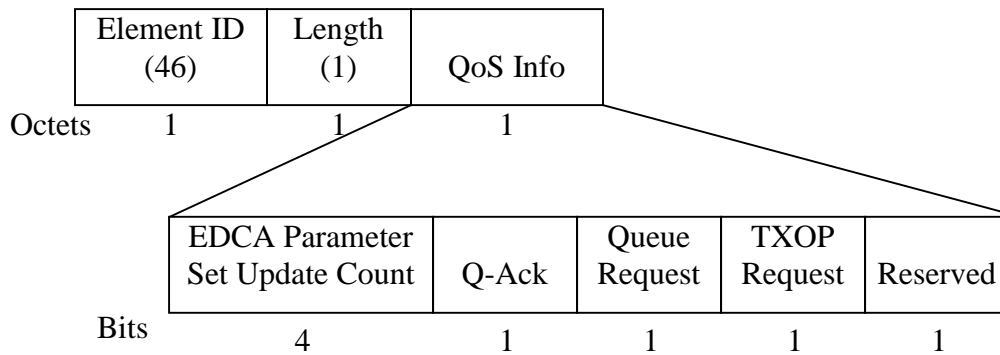 Element ID
(46)
Length
(1)
QoS Info
Octets 1 1 1
EDCA Parameter
Set Update Count
Q-Ack
Queue
Request
TXOP
Request
Reserved
Bits 4 1 1 1 1